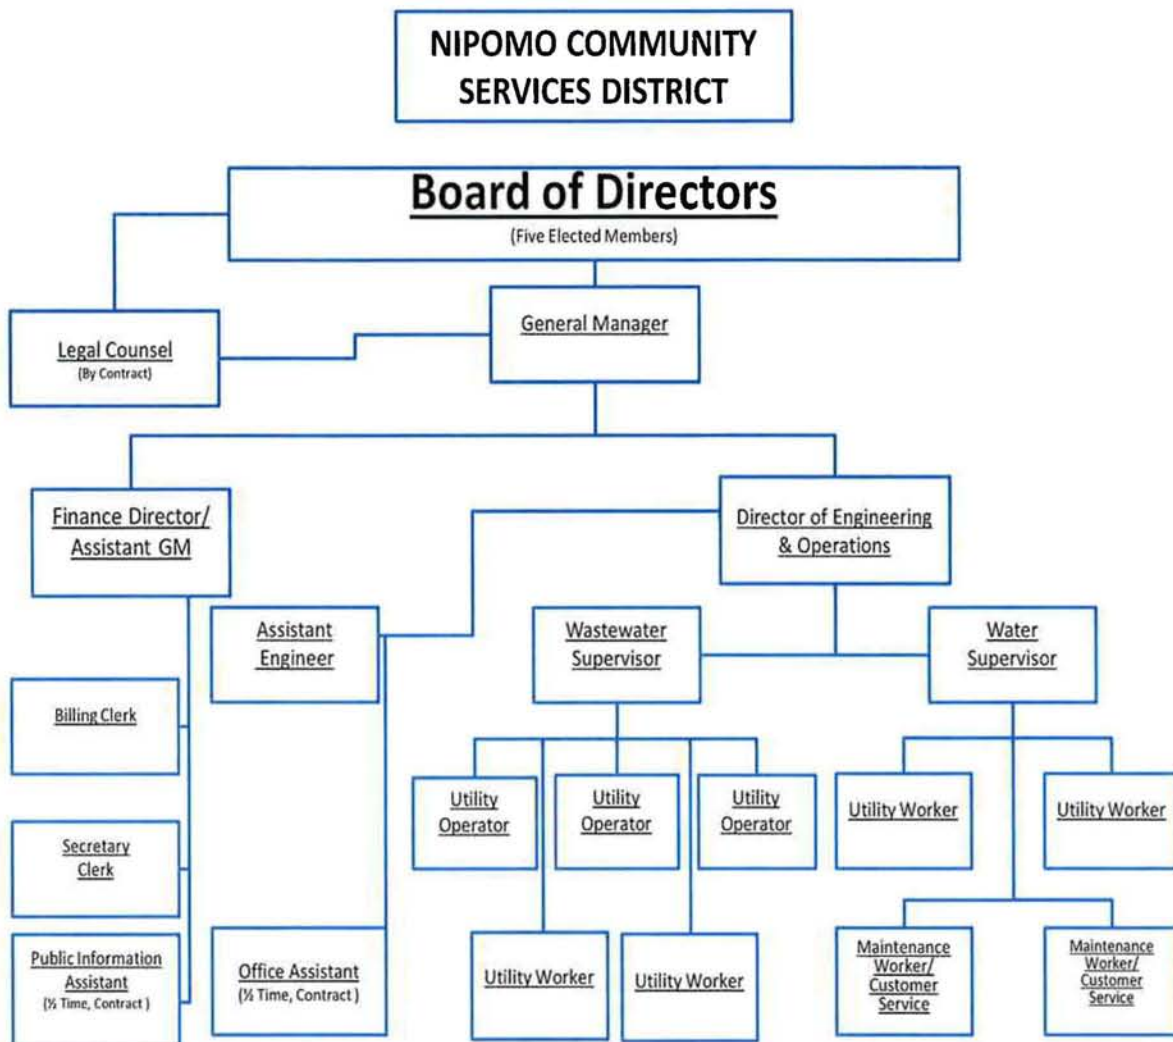 NIPOMO COMMUNITY
SERVICES DISTRICT
Board of Directors
(Five Elected Members)
General Manager
Legal Counsel
(By Contract)
Finance Director/
Assistant GM
Director of Engineering
& Operations
Assistant
Engineer
Wastewater
Supervisor
Water
Supervisor
Billing Clerk
Utility
Operator
Utility
Operator
Utility
Operator
Utility Worker
Utility Worker
Secretary
Clerk
Public Information
Assistant
(½ Time, Contract )
Office Assistant
(½ Time, Contract )
Utility Worker
Utility Worker
Maintenance
Worker/
Customer
Service
Maintenance
Worker/
Customer
Service